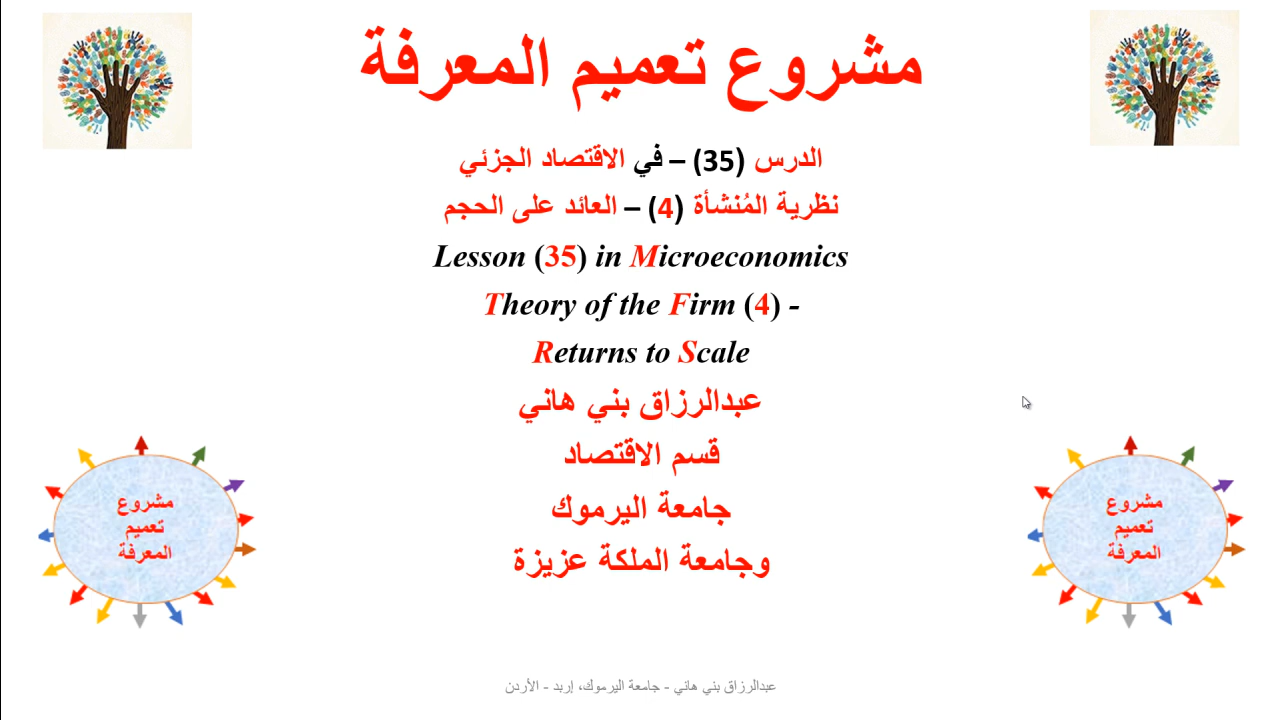 مشروع تعميم المعرفة
الدرس (35) – في الاقتصاد الجزئي
نظرية المُنشأة (4) – العائد على الحجم
Lesson (35) in Microeconomics
Theory of the Firm (4) -
Returns to Scale
عبدالرزاق بني هاني
قسم الاقتصاد
جامعة اليرموك
وجامعة الملكة عزيزة
مشروع
تعميم
المعرفة
مشروع
تعميم
المعرفة
عبدالرزاق بني هاني - جامعة اليرموك، إربد - الأردن